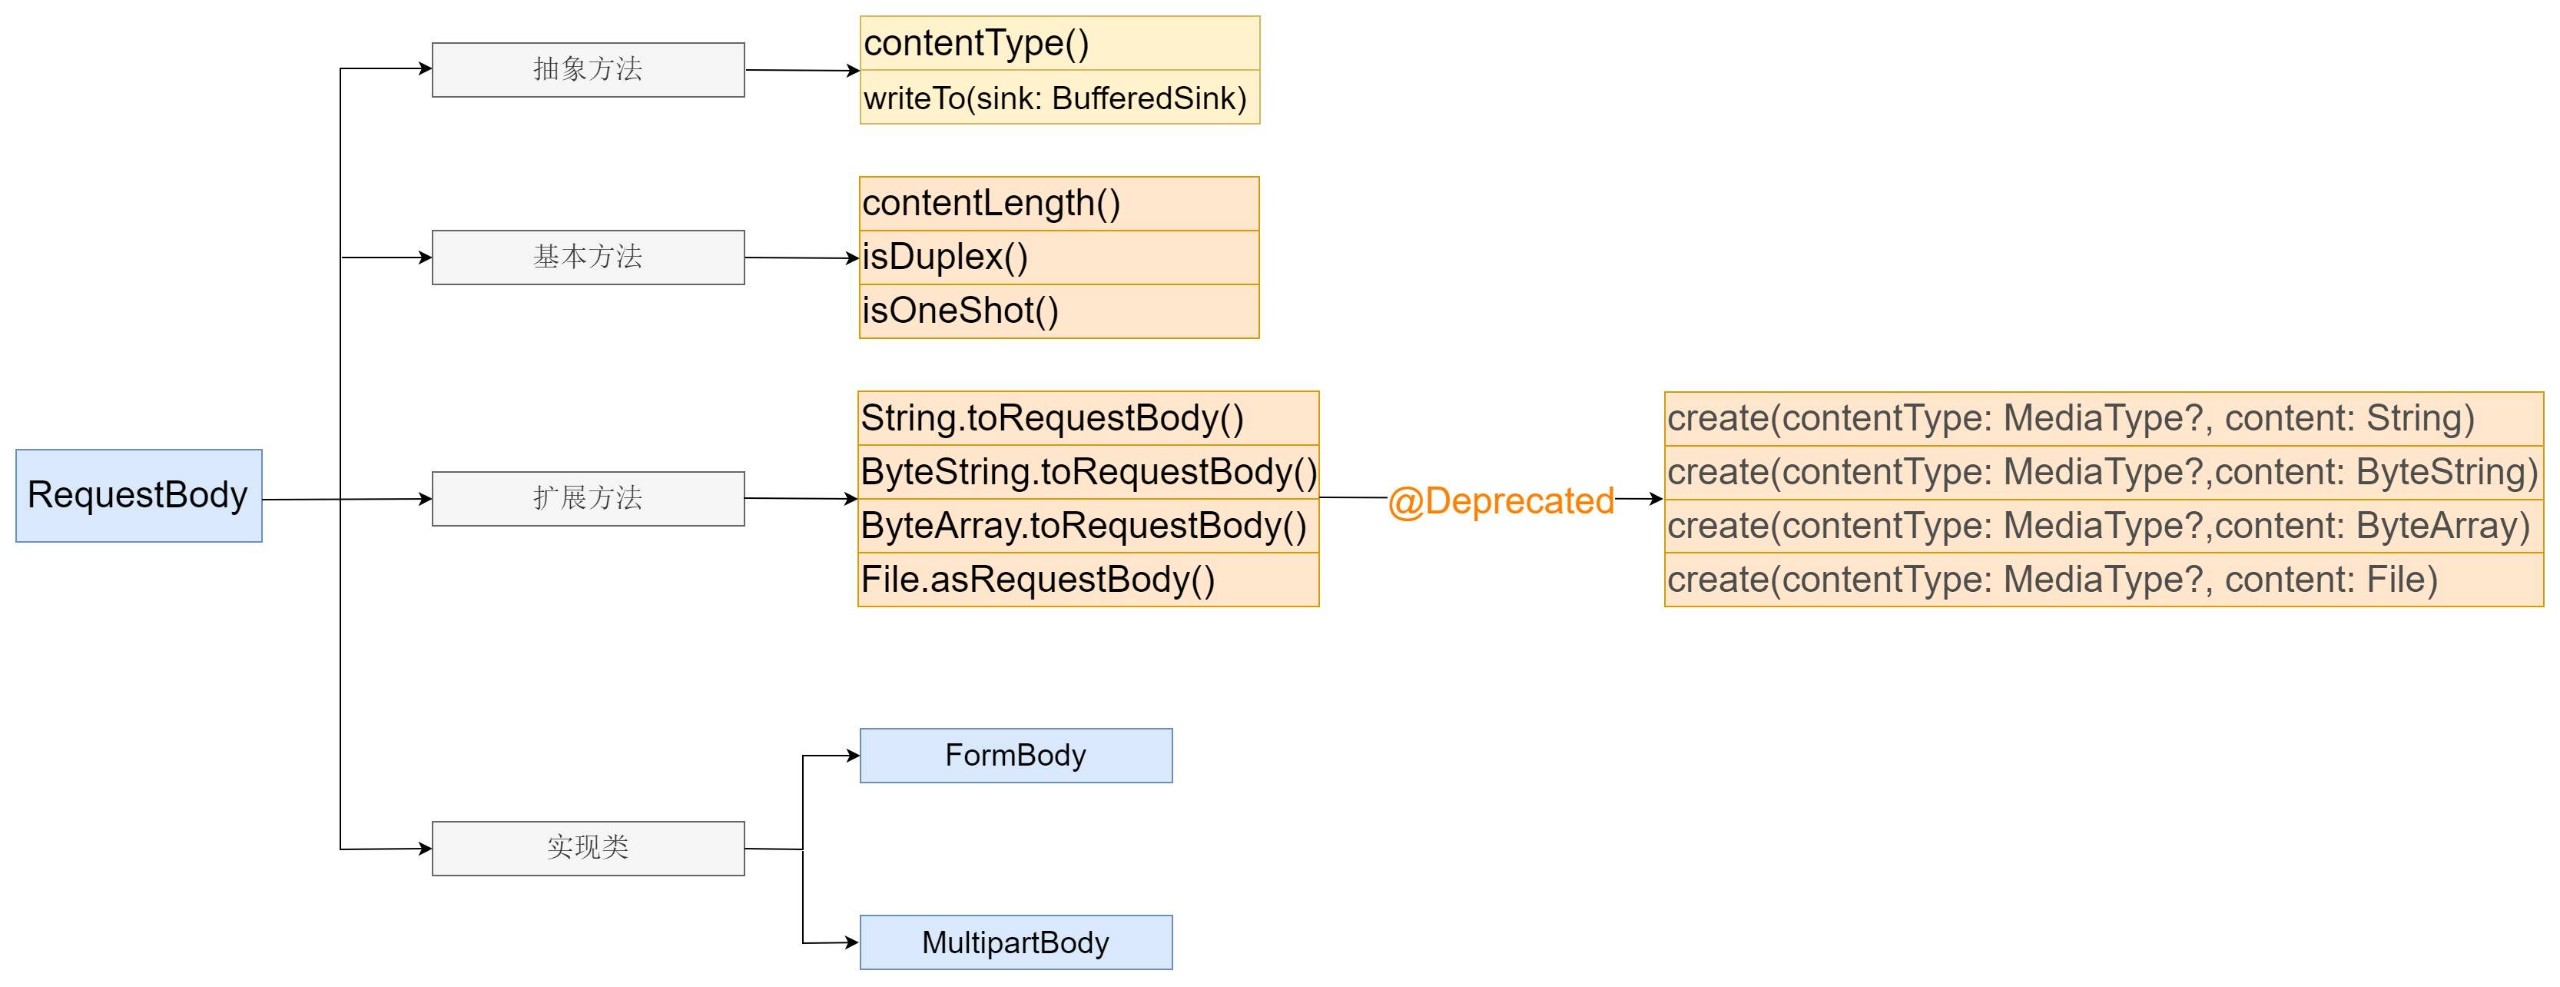 抽象方法
contentType()
writeTo(sink: BufferedSink)
基本方法
contentLength()
isDuplex()
isOneShot()
RequestBody
扩展方法
String.toRequestBody()
ByteString.toRequestBody()
ByteArray.toRequestBody()
File.asRequestBody()
@Deprecated
create(contentType: MediaType?, content: String)
create(contentType: MediaType?,content: ByteString)
create(contentType: MediaType?,content: ByteArray)
create(contentType: MediaType?, content: File)
实现类
FormBody
MultipartBody